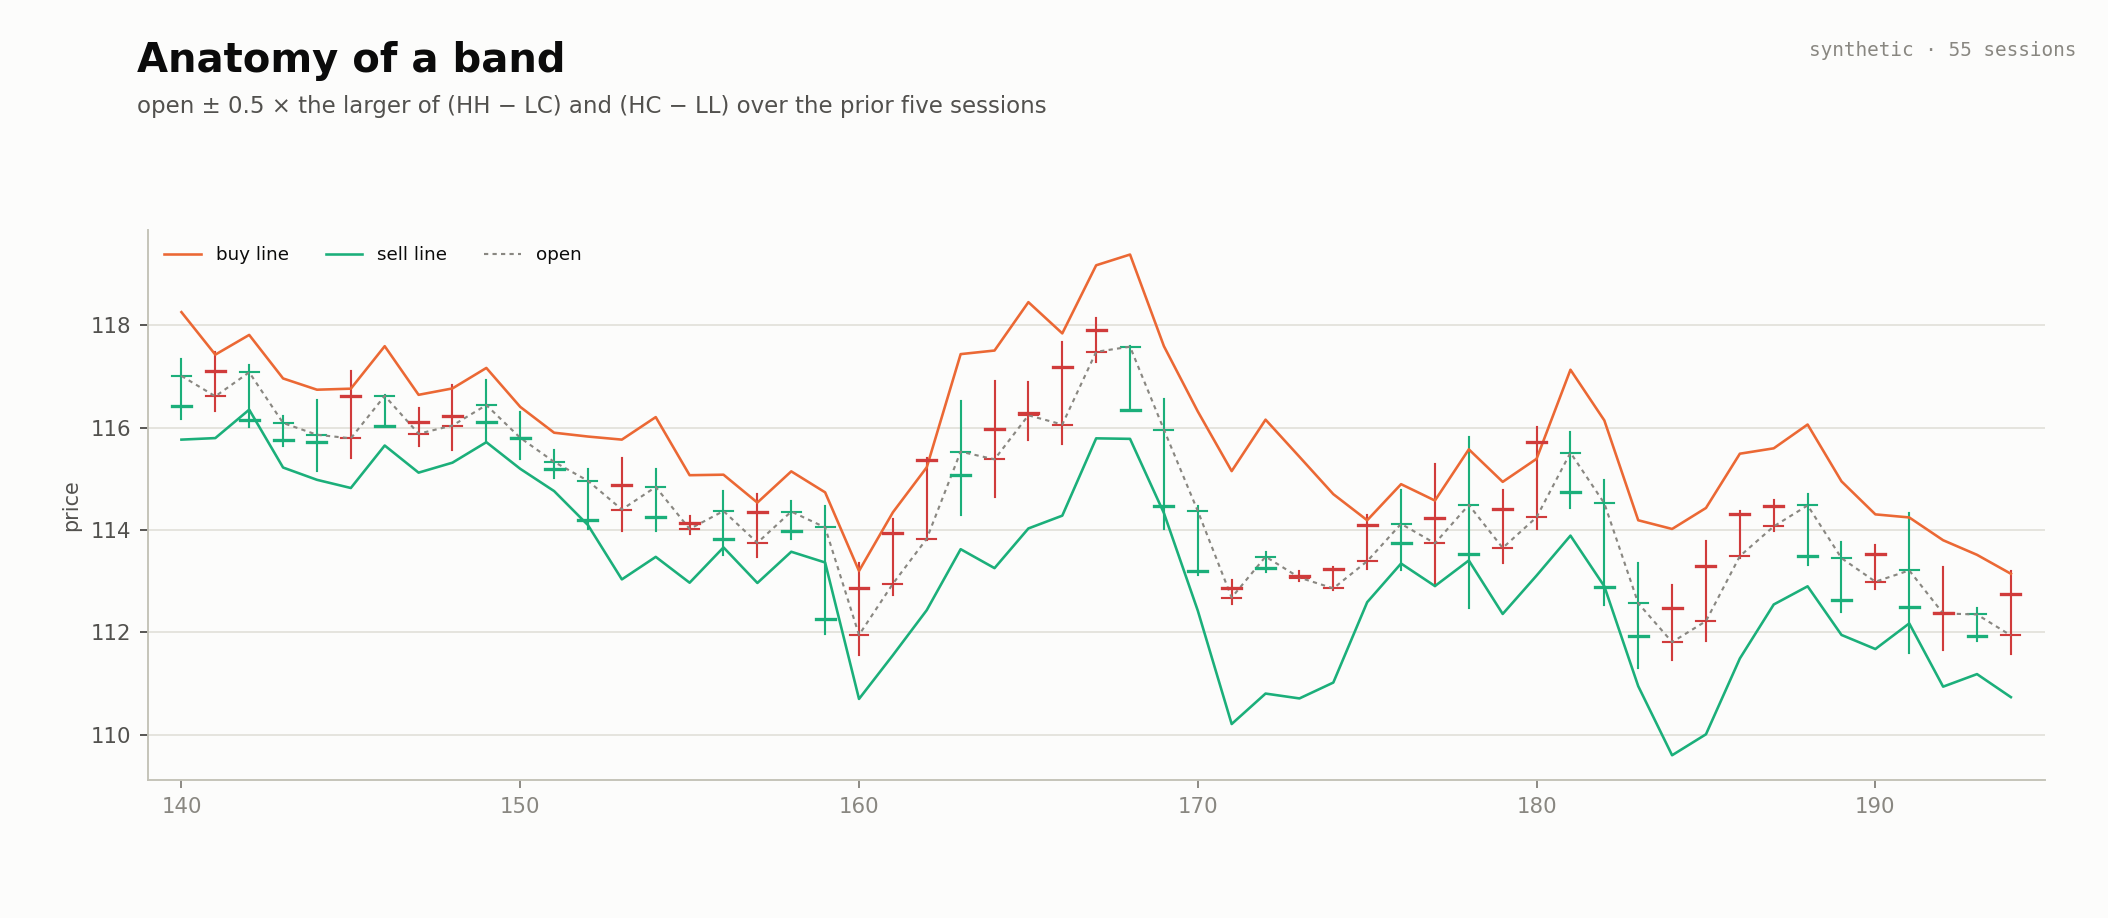 Anatomy of a band
synthetic · 55 sessions
open ± 0.5 × the larger of (HH − LC) and (HC − LL) over the prior five sessions
buy line
sell line
open
118
116
114
112
110
price
140
150
160
170
180
190